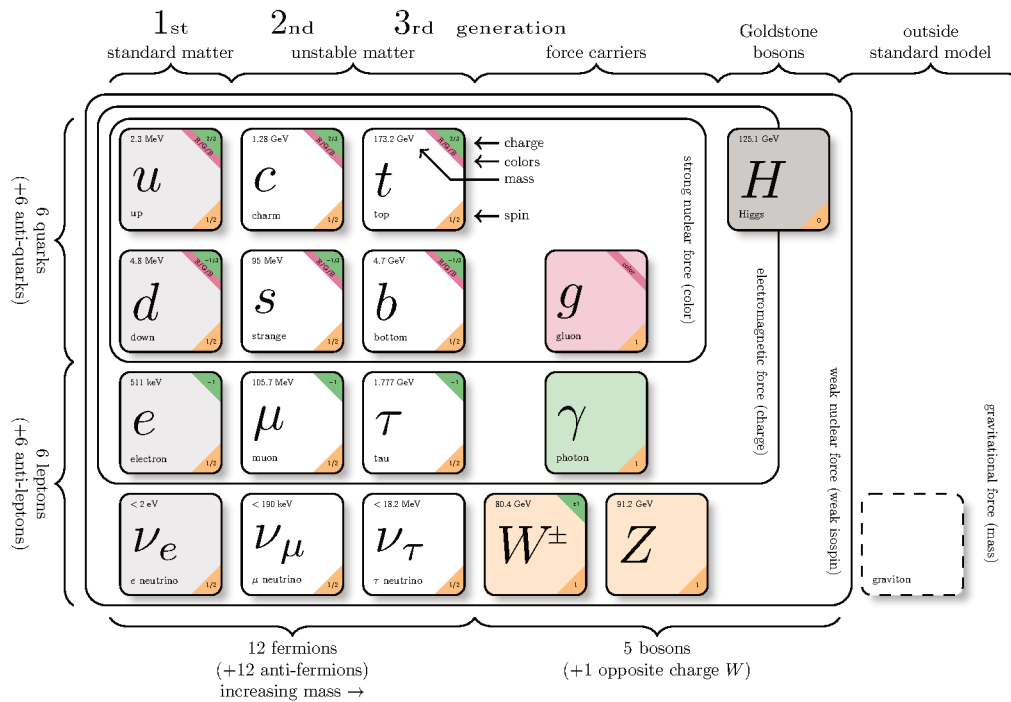 1st 2nd 3rd generation
standard matter unstable matter force carriers Goldstone bosons outside standard model
6 quarks
(+6 anti-quarks)
6 leptons
(+6 anti-leptons)
2.3 MeV
2/3
R/G/B
u
up
1/2
1.28 GeV
2/3
R/G/B
c
charm
1/2
173.2 GeV
2/3
R/G/B
t
top
1/2
charge
colors
mass
spin
4.8 MeV
−1/3
R/G/B
d
down
1/2
95 MeV
−1/3
R/G/B
s
strange
1/2
4.7 GeV
−1/3
R/G/B
b
bottom
1/2
color
g
gluon
1
strong nuclear force (color)
125.1 GeV
H
Higgs
0
511 keV
−1
e
electron
1/2
105.7 MeV
−1
μ
muon
1/2
1.777 GeV
−1
τ
tau
1/2
γ
photon
1
electromagnetic force (charge)
< 2 eV
νe
e neutrino
1/2
< 190 keV
νμ
μ neutrino
1/2
< 18.2 MeV
ντ
τ neutrino
1/2
80.4 GeV
±1
W±
1
91.2 GeV
Z
1
weak nuclear force (weak isospin)
graviton
gravitational force (mass)
12 fermions
(+12 anti-fermions)
increasing mass →
5 bosons
(+1 opposite charge W)